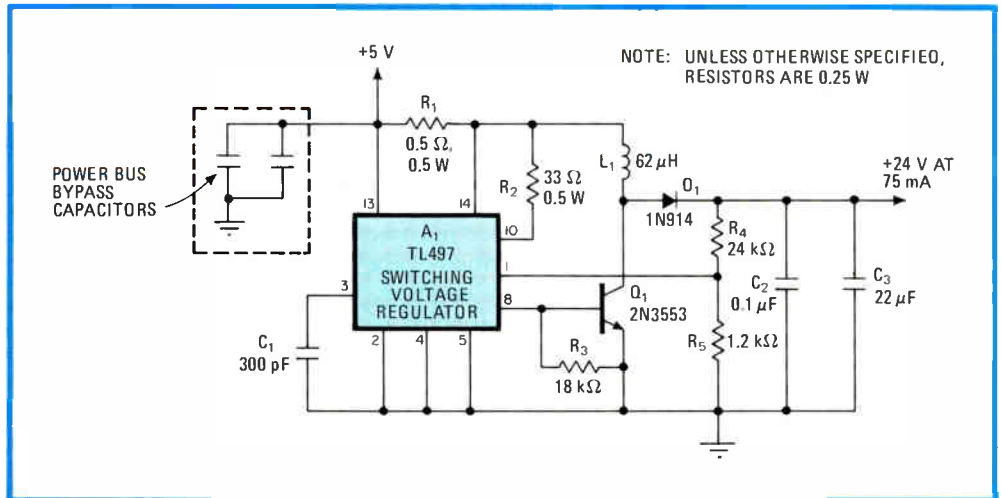 +5 V
NOTE: UNLESS OTHERWISE SPECIFIED,
RESISTORS ARE 0.25 W
R1
0.5 Ω,
0.5 W
L1
62 μH
+24 V AT
75 mA
POWER BUS
BYPASS
CAPACITORS
R2
33 Ω
0.5 W
D1
1N914
13
14
10
A1
TL497
SWITCHING
VOLTAGE
REGULATOR
1
3
8
2
4
5
R4
24 kΩ
C1
300 pF
Q1
2N3553
R3
18 kΩ
R5
1.2 kΩ
C2
0.1 μF
C3
22 μF